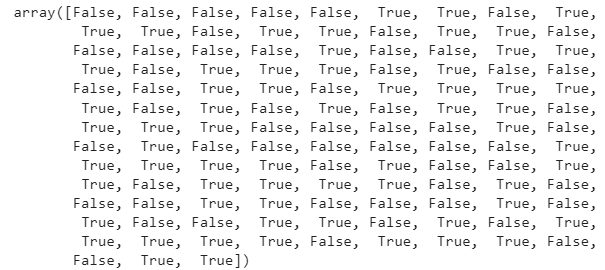 array([False, False, False, False, False,  True,  True, False,  True,
        True,  True, False, False,  True,  True, False,  True,  True, False,
       False, False, False, False,  True, False, False,  True,  True,
        True, False,  True,  True,  True, False,  True, False, False,
       False, False,  True,  True, False,  True,  True,  True,  True,
        True, False,  True, False,  True, False,  True,  True, False,
        True,  True,  True, False, False, False, False,  True, False,
       False,  True, False, False, False, False, False, False,  True,
        True,  True,  True,  True, False,  True, False, False,  True,
        True, False,  True,  True,  True,  True, False,  True, False,
       False, False,  True,  True, False, False, False,  True,  True,
        True, False, False,  True,  True, False,  True, False,  True,
        True,  True,  True,  True, False,  True,  True,  True, False,
       False,  True,  True])